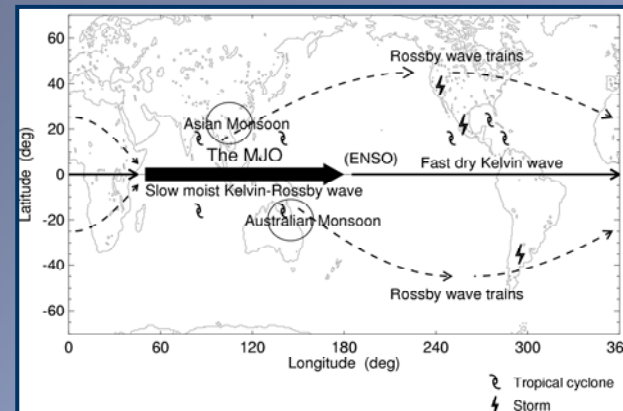 60
40
20
0
-20
-40
-60
Latitude (deg)
Rossby wave trains
Asian Monsoon
The MJO
(ENSO)
Fast dry Kelvin wave
Slow moist Kelvin-Rossby wave
Australian Monsoon
Rossby wave trains
0
60
120
180
240
300
36
Longitude (deg)
Tropical cyclone
Storm